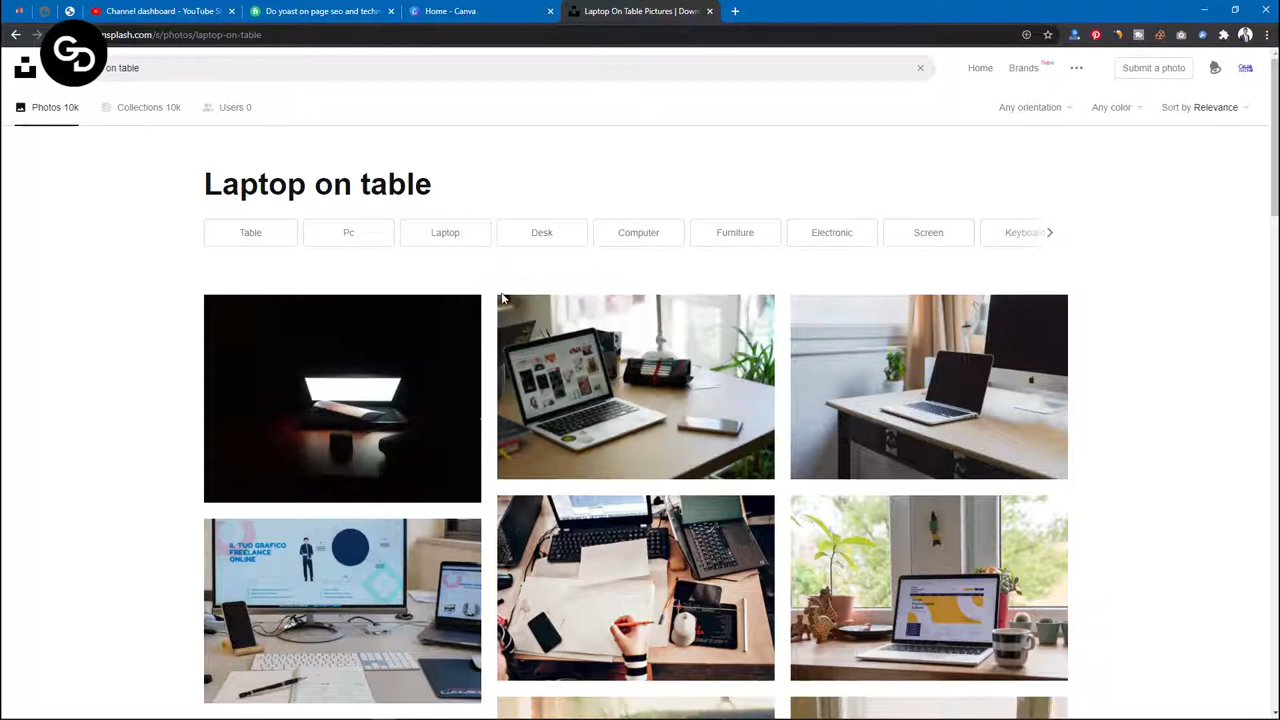 Channel dashboard - YouTube S
Do yoast on page seo and techn
Home - Canva
Laptop On Table Pictures | Down
GD
nsplash.com/s/photos/laptop-on-table
on table
Home
Brands
New
Submit a photo
Photos 10k
Collections 10k
Users 0
Any orientation
Any color
Sort by Relevance
Laptop on table
Table
Pc
Laptop
Desk
Computer
Furniture
Electronic
Screen
Keyboard
IL TUO GRÁFICO
FREELANCE
ONLINE